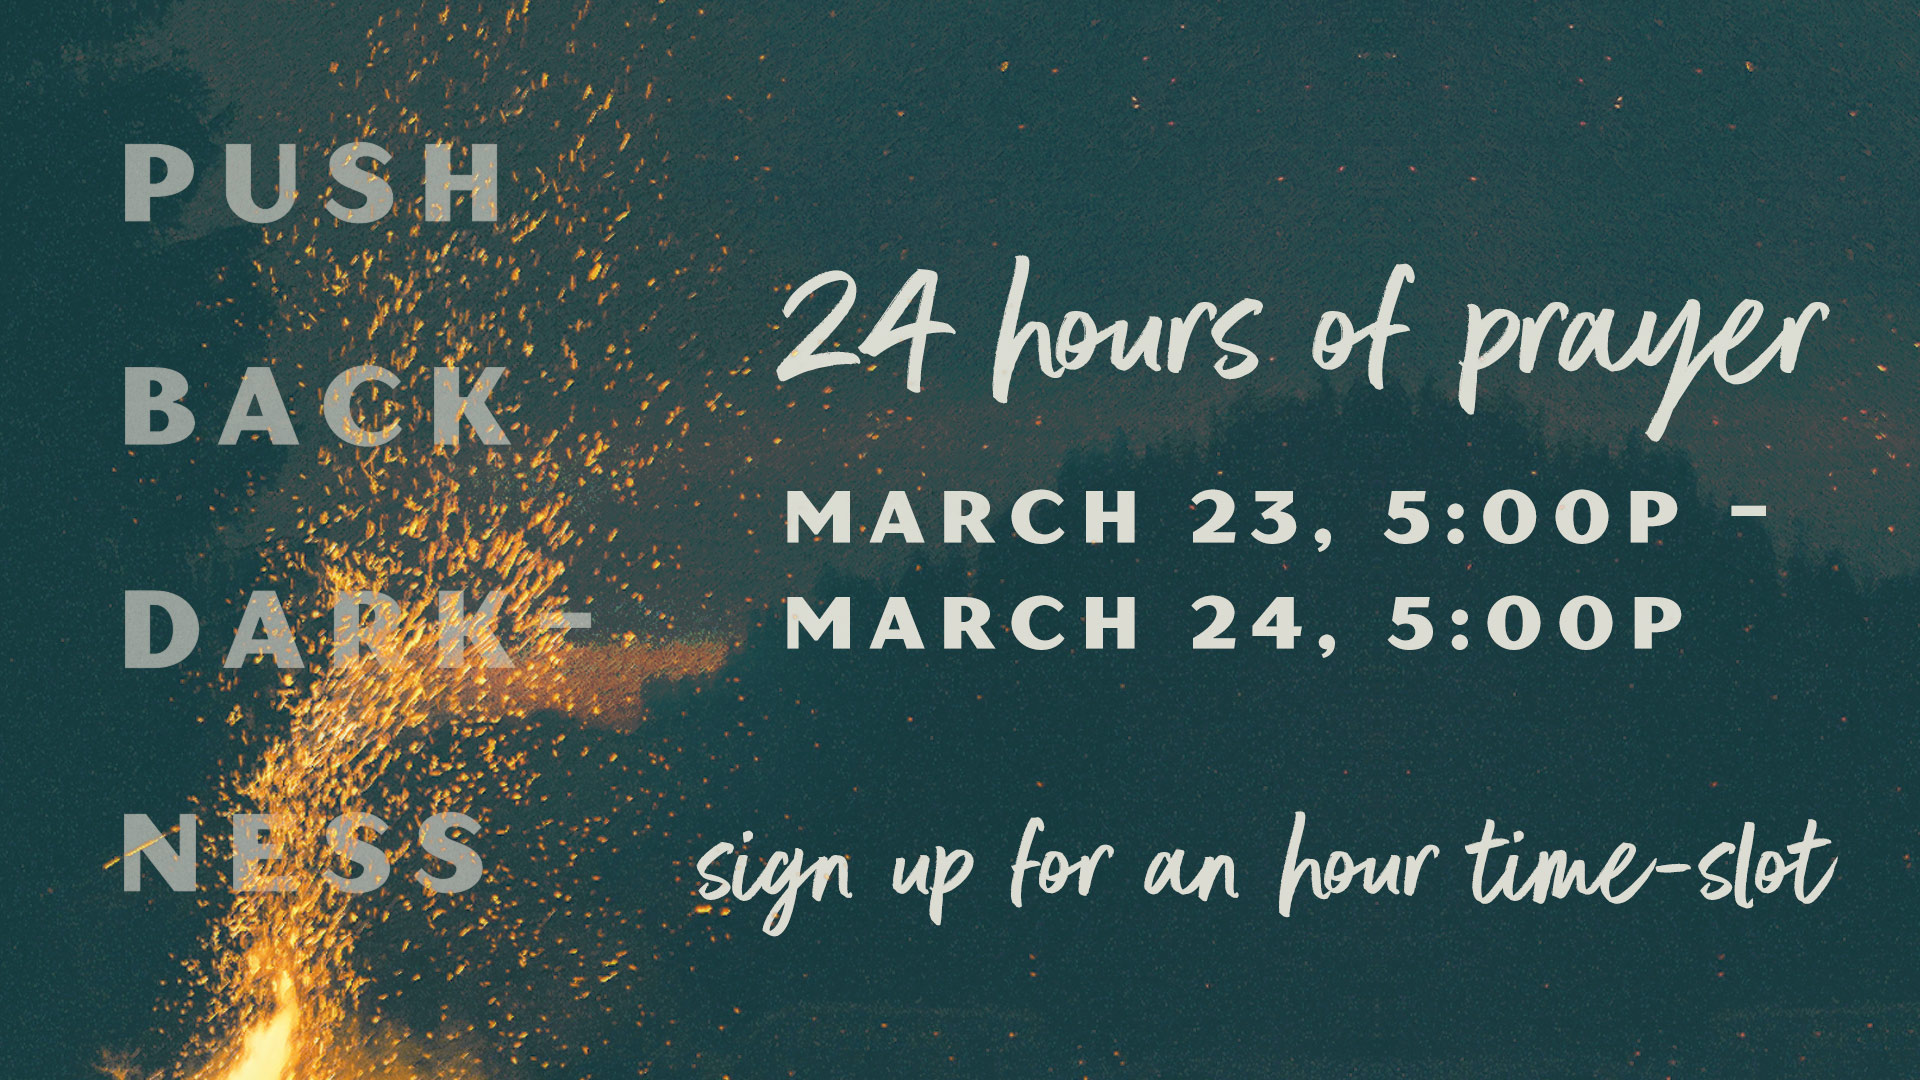 PUSH
BACK
DARK-
NESS
24 hours of prayer
MARCH 23, 5:00P –
MARCH 24, 5:00P
sign up for an hour time-slot